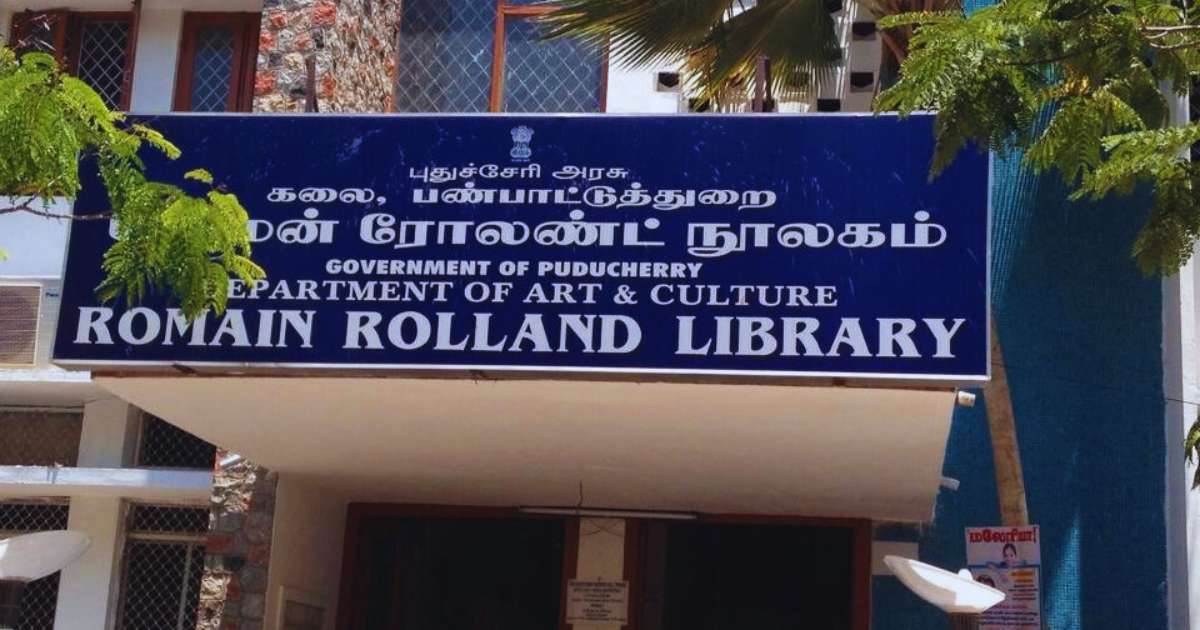 புதுச்சேரி அரசு
கலை, பண்பாட்டுத்துறை
ரோலண்ட் நூலகம்
GOVERNMENT OF PUDUCHERRY
DEPARTMENT OF ART & CULTURE
ROMAIN ROLLAND LIBRARY
மலேரியா!